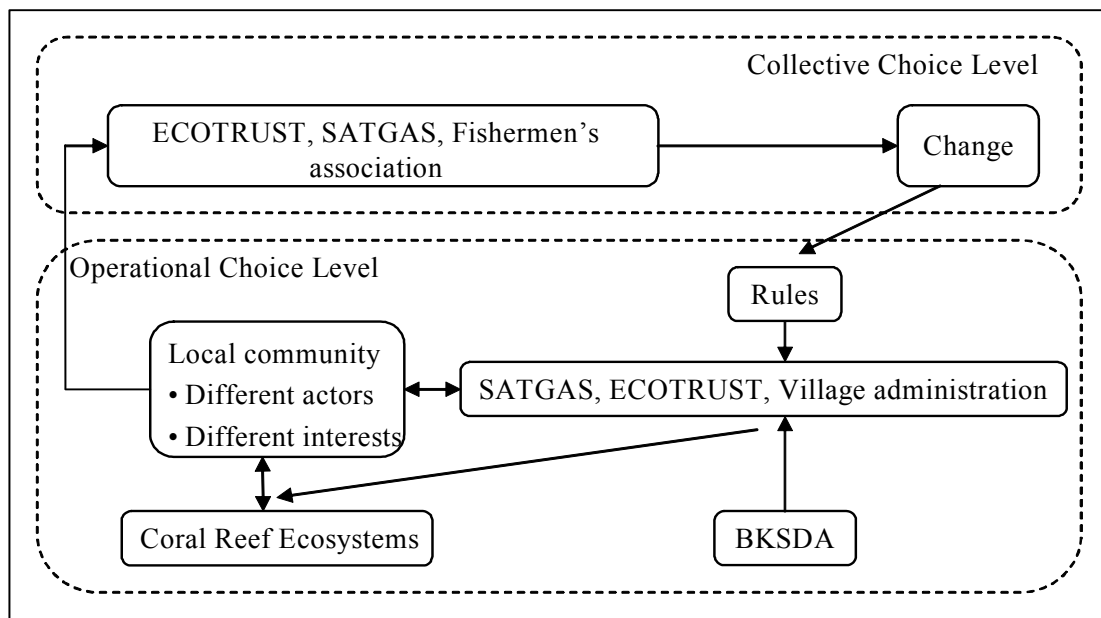 Collective Choice Level
ECOTRUST, SATGAS, Fishermen’s
association
Change
Operational Choice Level
Rules
Local community
• Different actors
• Different interests
SATGAS, ECOTRUST, Village administration
Coral Reef Ecosystems
BKSDA